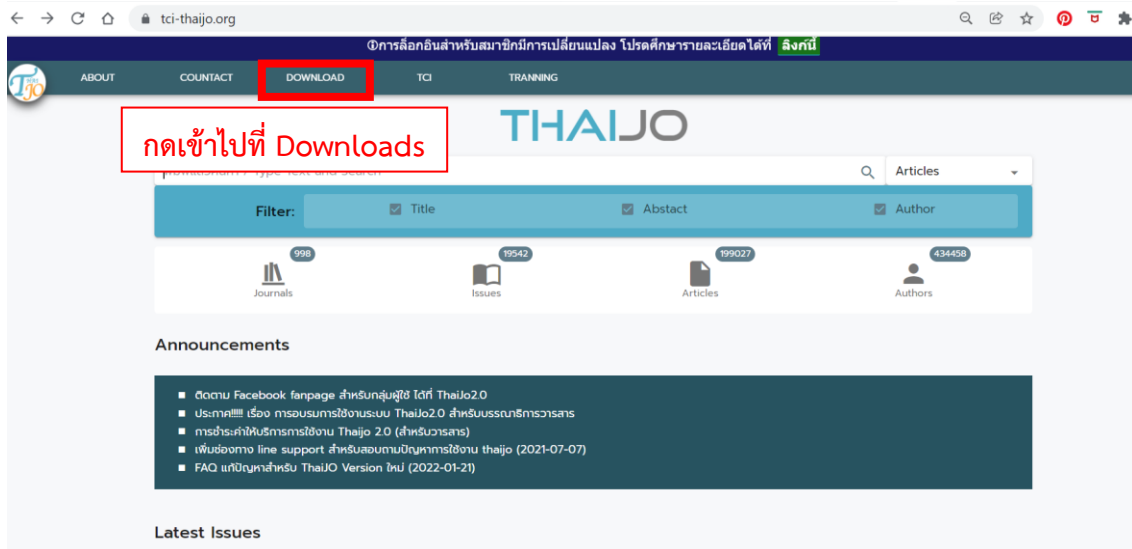 tci-thaijo.org
การล็อกอินสำหรับสมาชิกมีการเปลี่ยนแปลง โปรดศึกษารายละเอียดได้ที่ ลิงก์นี้
ABOUT COUNTACT DOWNLOAD TCI TRANNING
THAIJO
กดเข้าไปที่ Downloads
Articles
Filter: Title Abstact Author
998 19542 199027 434458
Journals Issues Articles Authors
Announcements
ติดตาม Facebook fanpage สำหรับกลุ่มผู้ใช้ ได้ที่ ThaiJo2.0
ประกาศ!!!!! เรื่อง การอบรมการใช้งานระบบ ThaiJo2.0 สำหรับบรรณาธิการวารสาร
การชำระค่าให้บริการการใช้งาน Thaijo 2.0 (สำหรับวารสาร)
เพิ่มช่องทาง line support สำหรับสอบถามปัญหาการใช้งาน thaijo (2021-07-07)
FAQ แก้ปัญหาสำหรับ ThaiJO Version ใหม่ (2022-01-21)
Latest Issues